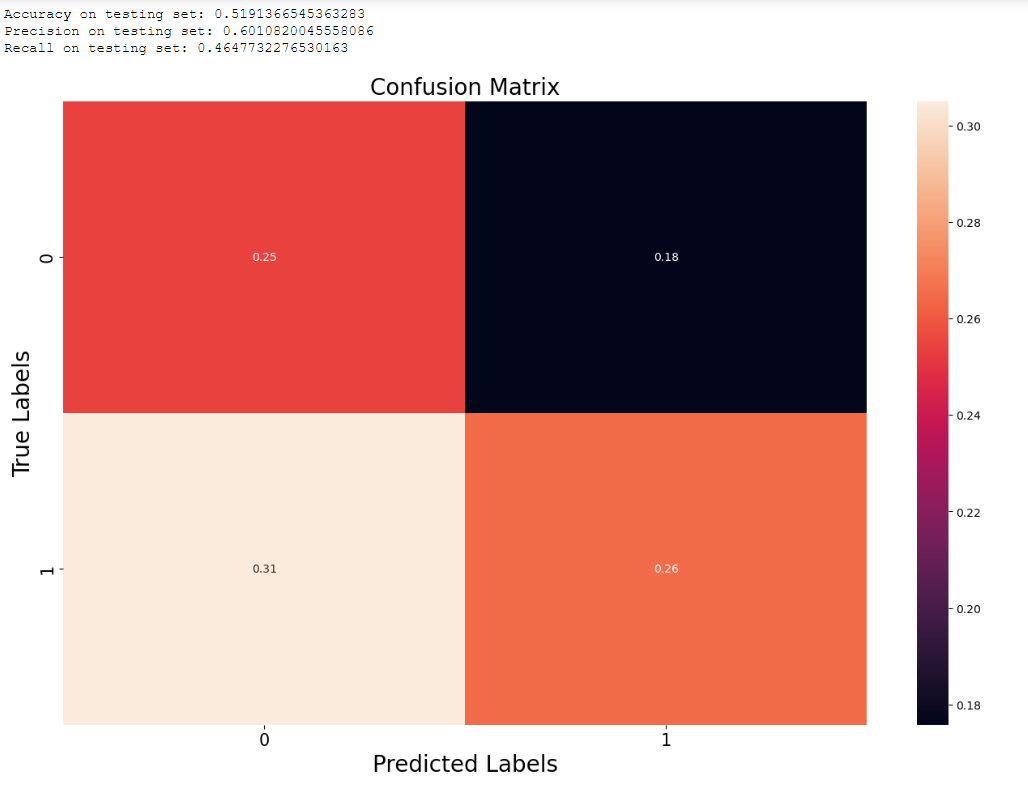 Accuracy on testing set: 0.5191366545363283
Precision on testing set: 0.6010820045558086
Recall on testing set: 0.4647732276530163
Confusion Matrix
0.30
0.28
0
0.25
0.18
0.26
True Labels
0.24
0.22
1
0.31
0.26
0.20
0.18
0
1
Predicted Labels